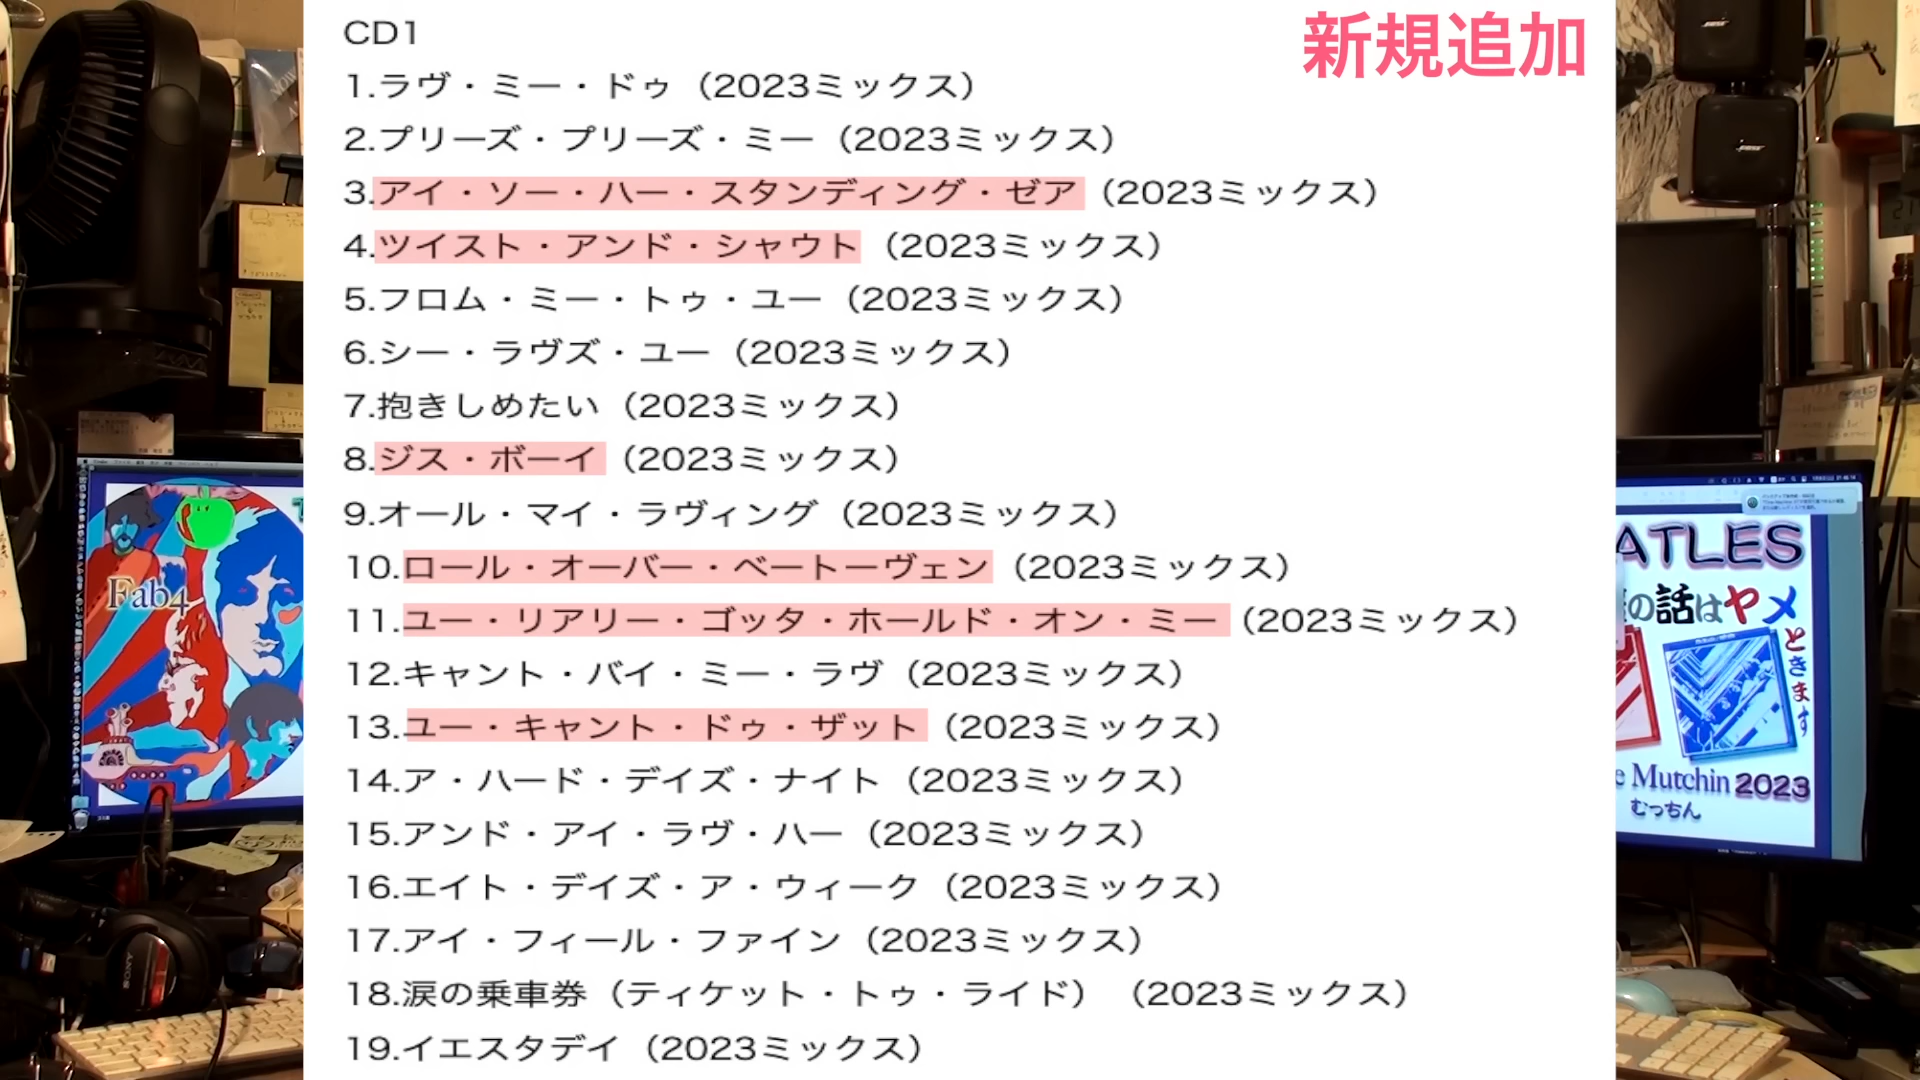 新規追加
CD1
1.ラヴ・ミー・ドゥ（2023ミックス）
2.プリーズ・プリーズ・ミー（2023ミックス）
3.アイ・ソー・ハー・スタンディング・ゼア（2023ミックス）
4.ツイスト・アンド・シャウト（2023ミックス）
5.フロム・ミー・トゥ・ユー（2023ミックス）
6.シー・ラヴズ・ユー（2023ミックス）
7.抱きしめたい（2023ミックス）
8.ジス・ボーイ（2023ミックス）
9.オール・マイ・ラヴィング（2023ミックス）
10.ロール・オーバー・ベートーヴェン（2023ミックス）
11.ユー・リアリー・ゴッタ・ホールド・オン・ミー（2023ミックス）
12.キャント・バイ・ミー・ラヴ（2023ミックス）
13.ユー・キャント・ドゥ・ザット（2023ミックス）
14.ア・ハード・デイズ・ナイト（2023ミックス）
15.アンド・アイ・ラヴ・ハー（2023ミックス）
16.エイト・デイズ・ア・ウィーク（2023ミックス）
17.アイ・フィール・ファイン（2023ミックス）
18.涙の乗車券（ティケット・トゥ・ライド）（2023ミックス）
19.イエスタデイ（2023ミックス）
Fab4
SONY
BOSE
BOSE
ATLES
の話はヤメときます
e Mutchin 2023
むっちん